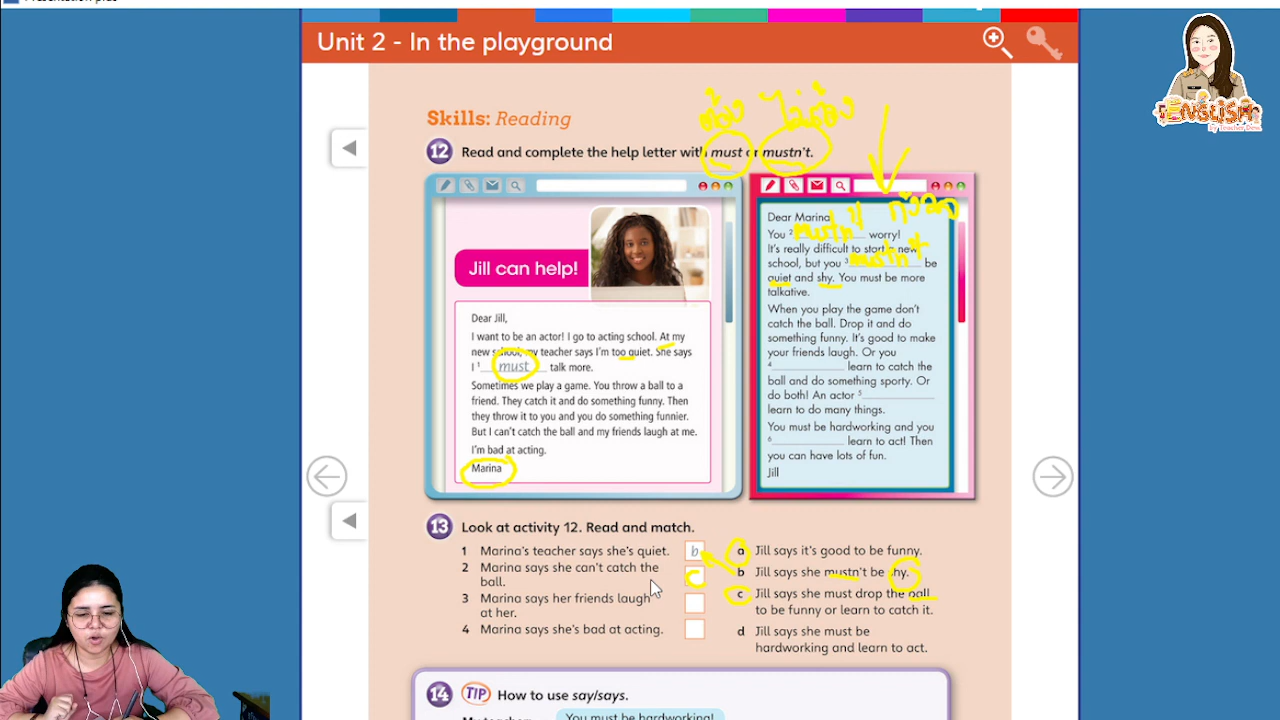 Unit 2 - In the playground
ENGLISH
Skills: Reading
ต้อง ไม่ต้อง
12 Read and complete the help letter with must or mustn't.
Jill can help!
Dear Jill,
I want to be an actor! I go to acting school. At my
new school, my teacher says I'm too quiet. She says
I 1 must talk more.
Sometimes we play a game. You throw a ball to a
friend. They catch it and do something funny. Then
they throw it to you and you do something funnier.
But I can't catch the ball and my friends laugh at me.
I'm bad at acting.
Marina
Dear Marina
กังวล
You 2 mustn't worry!
It's really difficult to start a new
school, but you 3 mustn't be
quiet and shy. You must be more
talkative.
When you play the game don't
catch the ball. Drop it and do
something funny. It's good to make
your friends laugh. Or you
4 learn to catch the
ball and do something sporty. Or
do both! An actor 5
learn to do many things.
You must be hardworking and you
6 learn to act! Then
you can have lots of fun.
Jill
13 Look at activity 12. Read and match.
1 Marina's teacher says she's quiet. b
2 Marina says she can't catch the c
ball.
3 Marina says her friends laugh
at her.
4 Marina says she's bad at acting.
a Jill says it's good to be funny.
b Jill says she mustn't be shy.
c Jill says she must drop the ball
to be funny or learn to catch it.
d Jill says she must be
hardworking and learn to act.
14 TIP How to use say/says.
You must be hardworking!